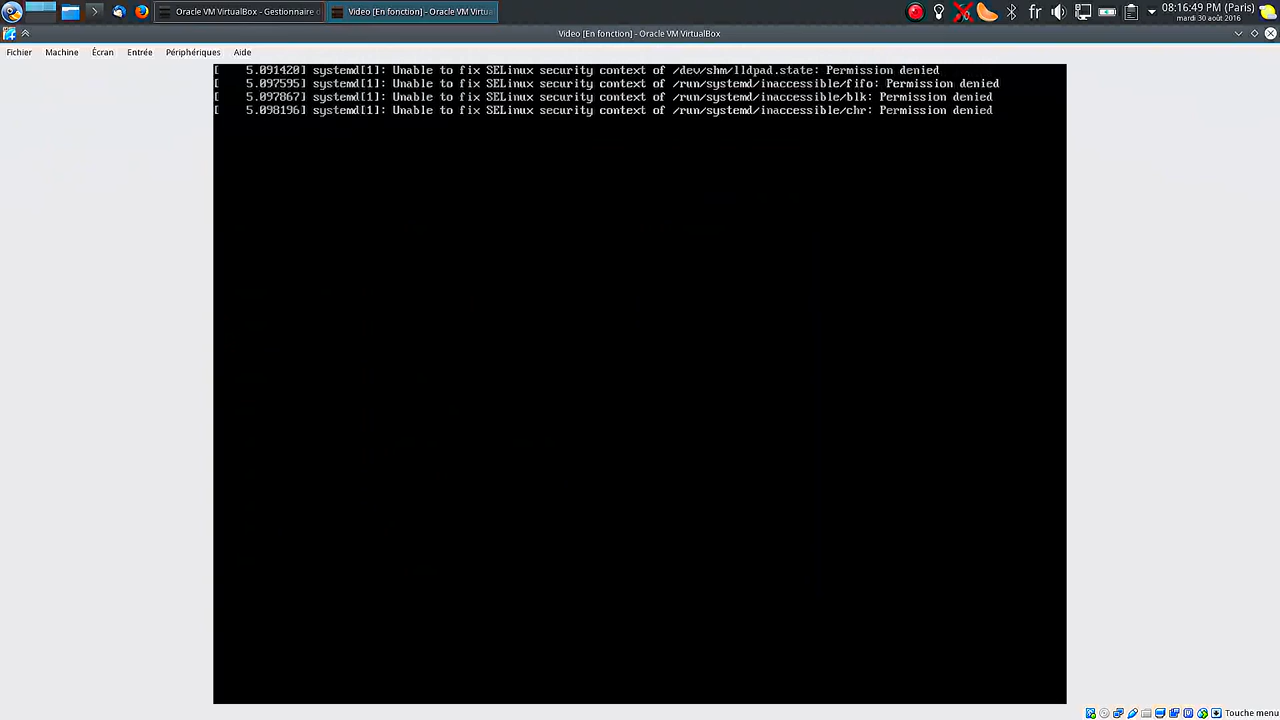 Oracle VM VirtualBox - Gestionnaire d
Video [En fonction] - Oracle VM Virtua
fr
08:16:49 PM (Paris)
mardi 30 août 2016
Video [En fonction] - Oracle VM VirtualBox
Fichier Machine Écran Entrée Périphériques Aide
[    5.091420] systemd[1]: Unable to fix SELinux security context of /dev/shm/lldpad.state: Permission denied
[    5.097595] systemd[1]: Unable to fix SELinux security context of /run/systemd/inaccessible/fifo: Permission denied
[    5.097867] systemd[1]: Unable to fix SELinux security context of /run/systemd/inaccessible/blk: Permission denied
[    5.098196] systemd[1]: Unable to fix SELinux security context of /run/systemd/inaccessible/chr: Permission denied
Touche menu